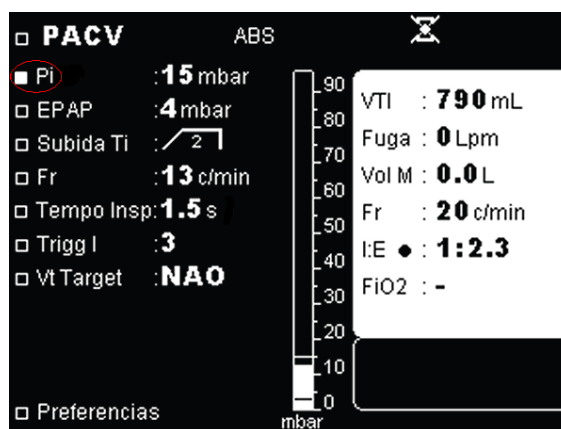 PACV ABS
Pi :15 mbar
EPAP :4 mbar
Subida Ti : 2
Fr :13 c/min
Tempo Insp:1.5 s
Trigg I :3
Vt Target :NAO
Preferencias
90
80
70
60
50
40
30
20
10
0
mbar
VTI : 790 mL
Fuga : 0 Lpm
Vol M : 0.0 L
Fr : 20 c/min
I:E ● : 1:2.3
FiO2 : -